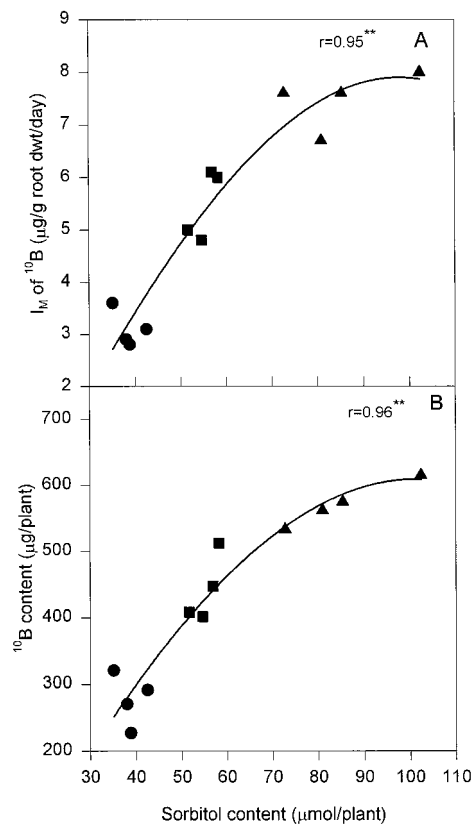 9
8
7
6
5
4
3
2
I_M of ¹⁰B (µg/g root dwt/day)
r=0.95**
A
700
600
500
400
300
200
¹⁰B content (µg/plant)
r=0.96**
B
30 40 50 60 70 80 90 100 110
Sorbitol content (µmol/plant)